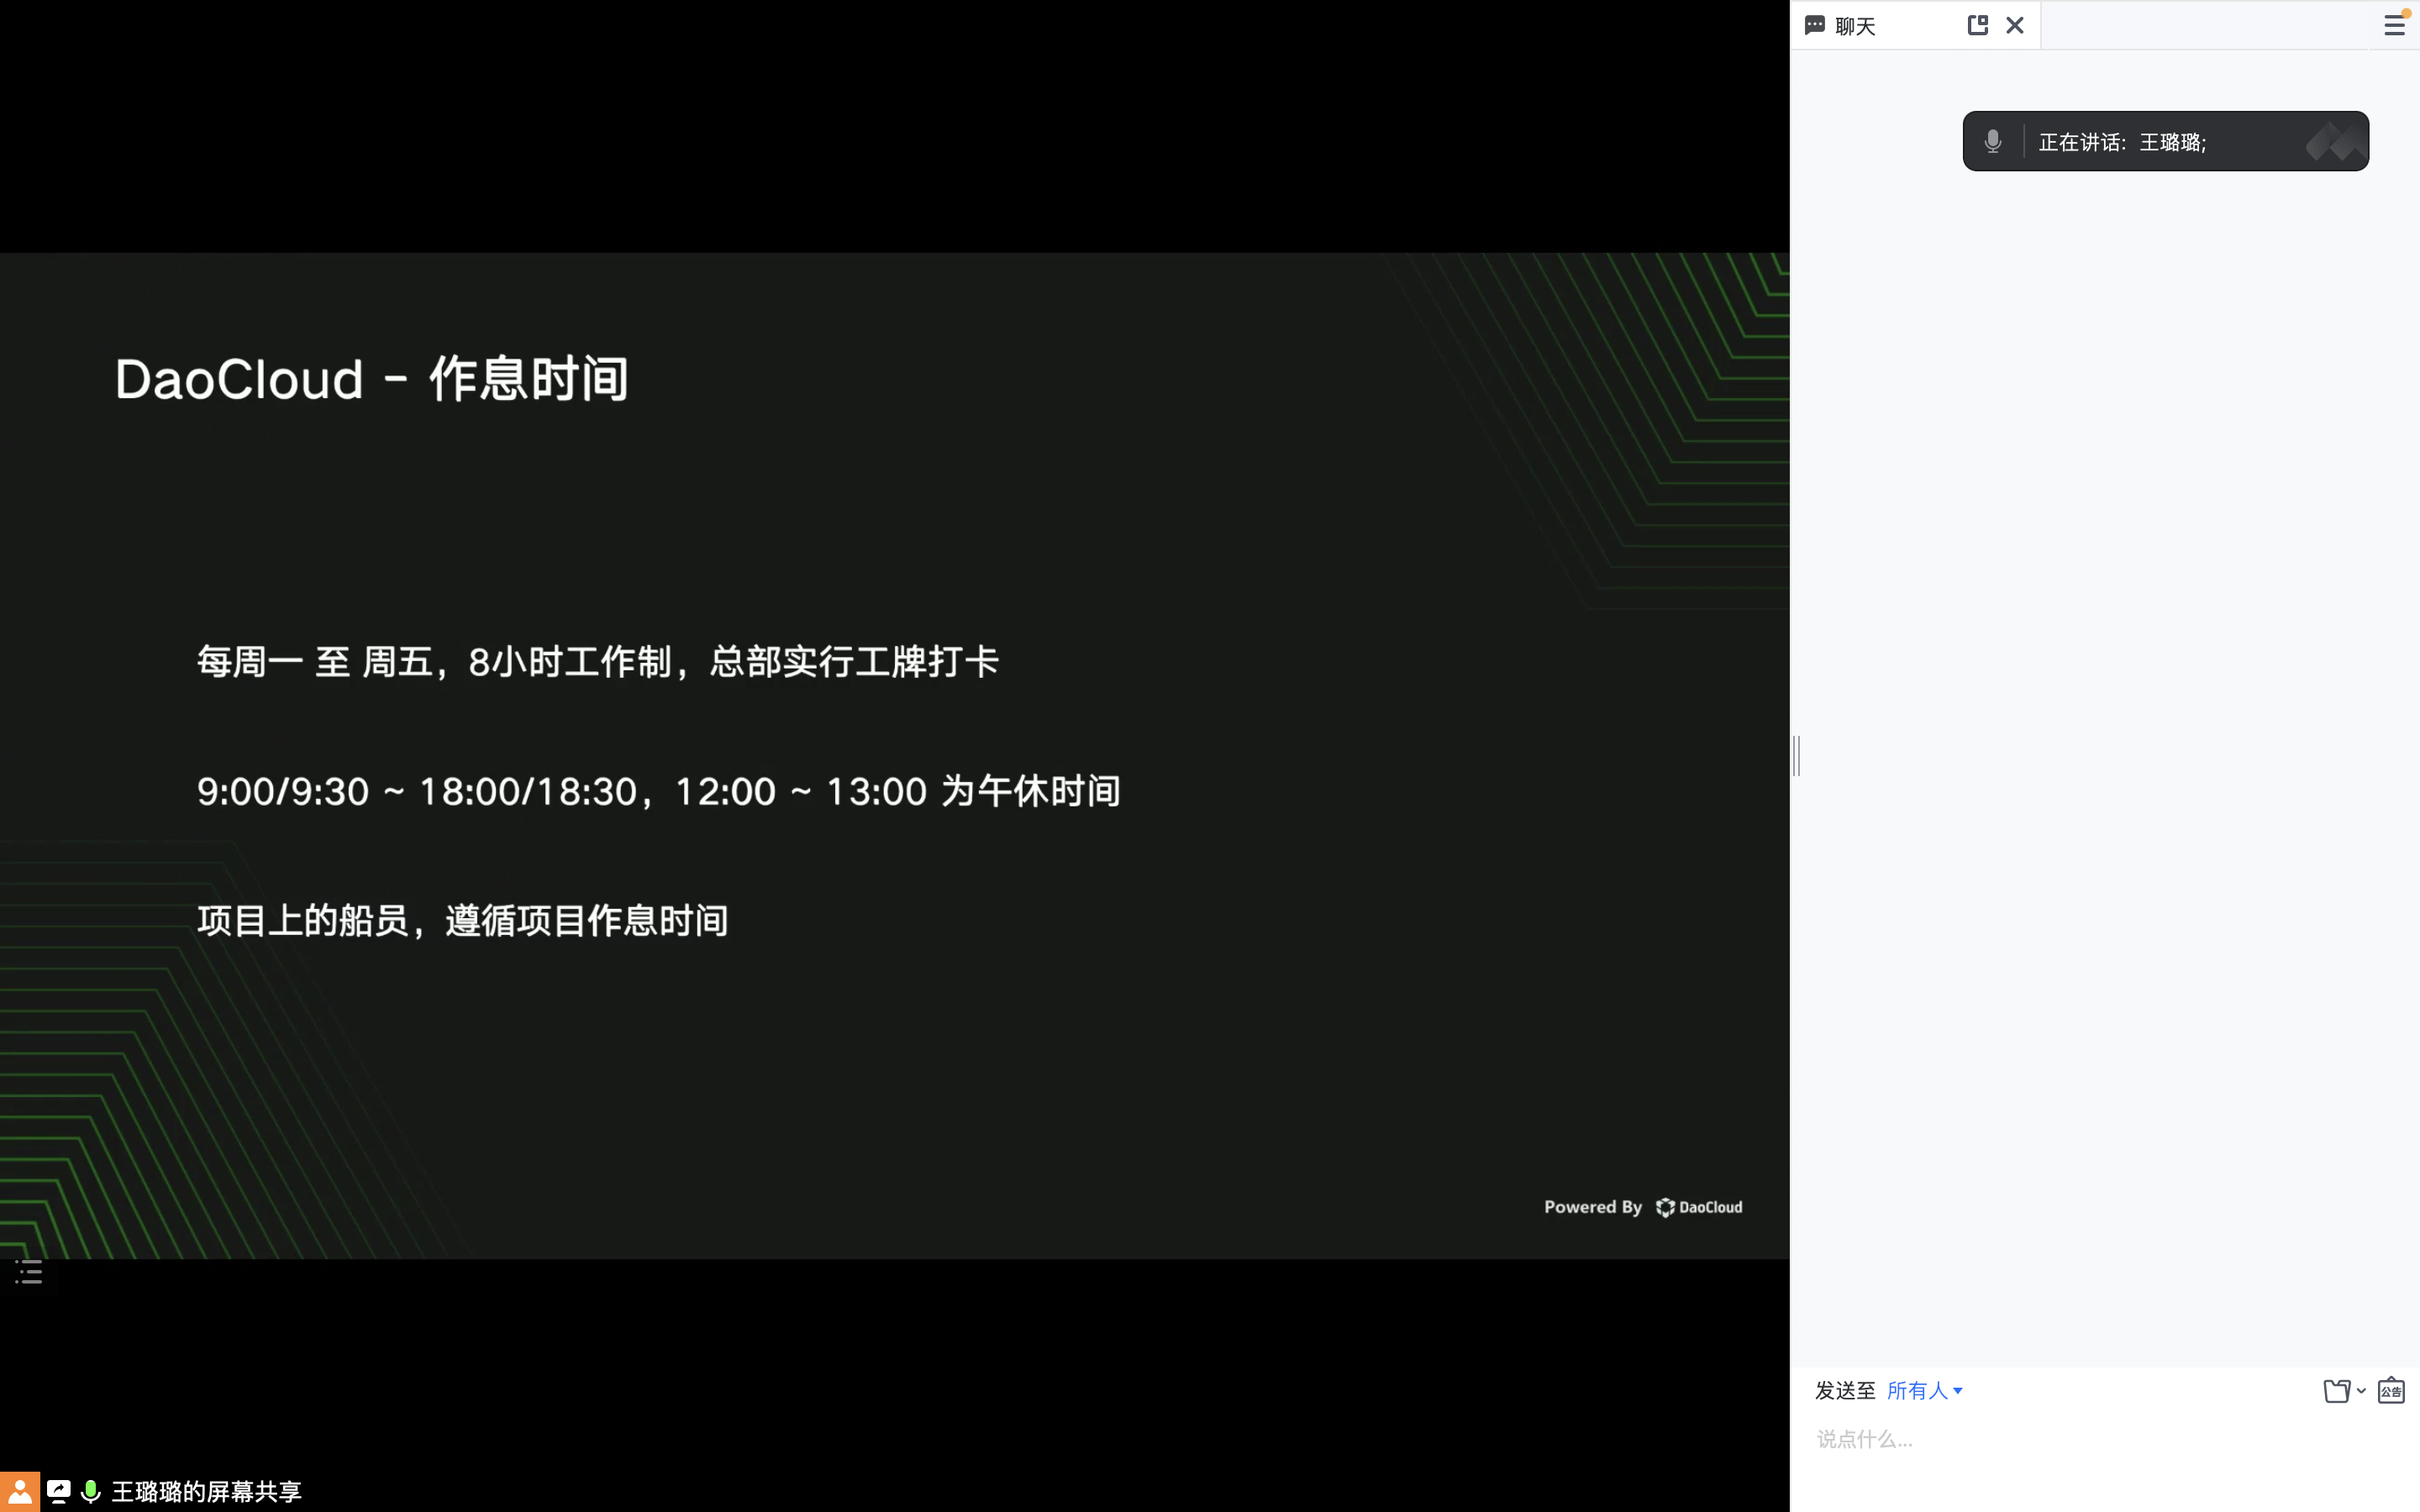 DaoCloud - 作息时间
每周一 至 周五，8小时工作制，总部实行工牌打卡
9:00/9:30 ~ 18:00/18:30，12:00 ~ 13:00 为午休时间
项目上的船员，遵循项目作息时间
Powered By DaoCloud
王璐璐的屏幕共享
聊天
正在讲话: 王璐璐;
发送至 所有人
公告
说点什么...